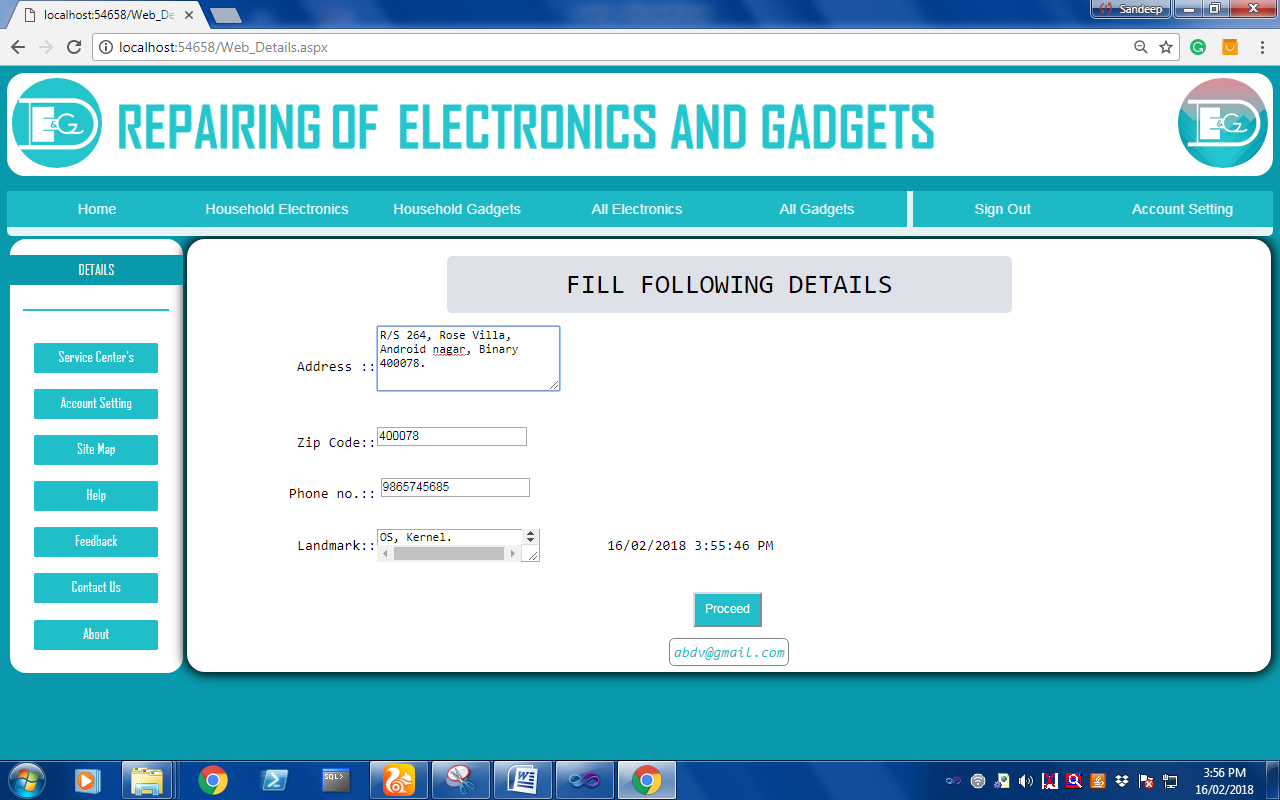 localhost:54658/Web_De
Sandeep
localhost:54658/Web_Details.aspx
E&G REPAIRING OF ELECTRONICS AND GADGETS E&G
Home Household Electronics Household Gadgets All Electronics All Gadgets Sign Out Account Setting
DETAILS
Service Center's
Account Setting
Site Map
Help
Feedback
Contact Us
About
FILL FOLLOWING DETAILS
Address :: R/S 264, Rose Villa,
Android nagar, Binary
400078.
Zip Code:: 400078
Phone no.:: 9865745685
Landmark:: OS, Kernel.
16/02/2018 3:55:46 PM
Proceed
abdv@gmail.com
SQL>
3:56 PM
16/02/2018